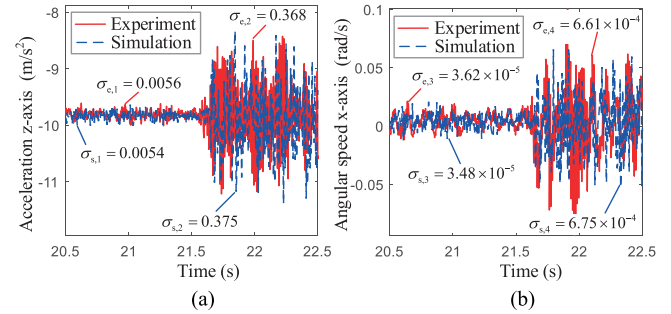 -8
-9
-10
-11
Acceleration z-axis (m/s²)
Experiment
Simulation
σe,2 = 0.368
σe,1 = 0.0056
σs,1 = 0.0054
σs,2 = 0.375
20.5 21 21.5 22 22.5
Time (s)
(a)
0.1
0.05
0
-0.05
Angular speed x-axis (rad/s)
Experiment
Simulation
σe,4 = 6.61×10⁻⁴
σe,3 = 3.62×10⁻⁵
σs,3 = 3.48×10⁻⁵
σs,4 = 6.75×10⁻⁴
20.5 21 21.5 22 22.5
Time (s)
(b)